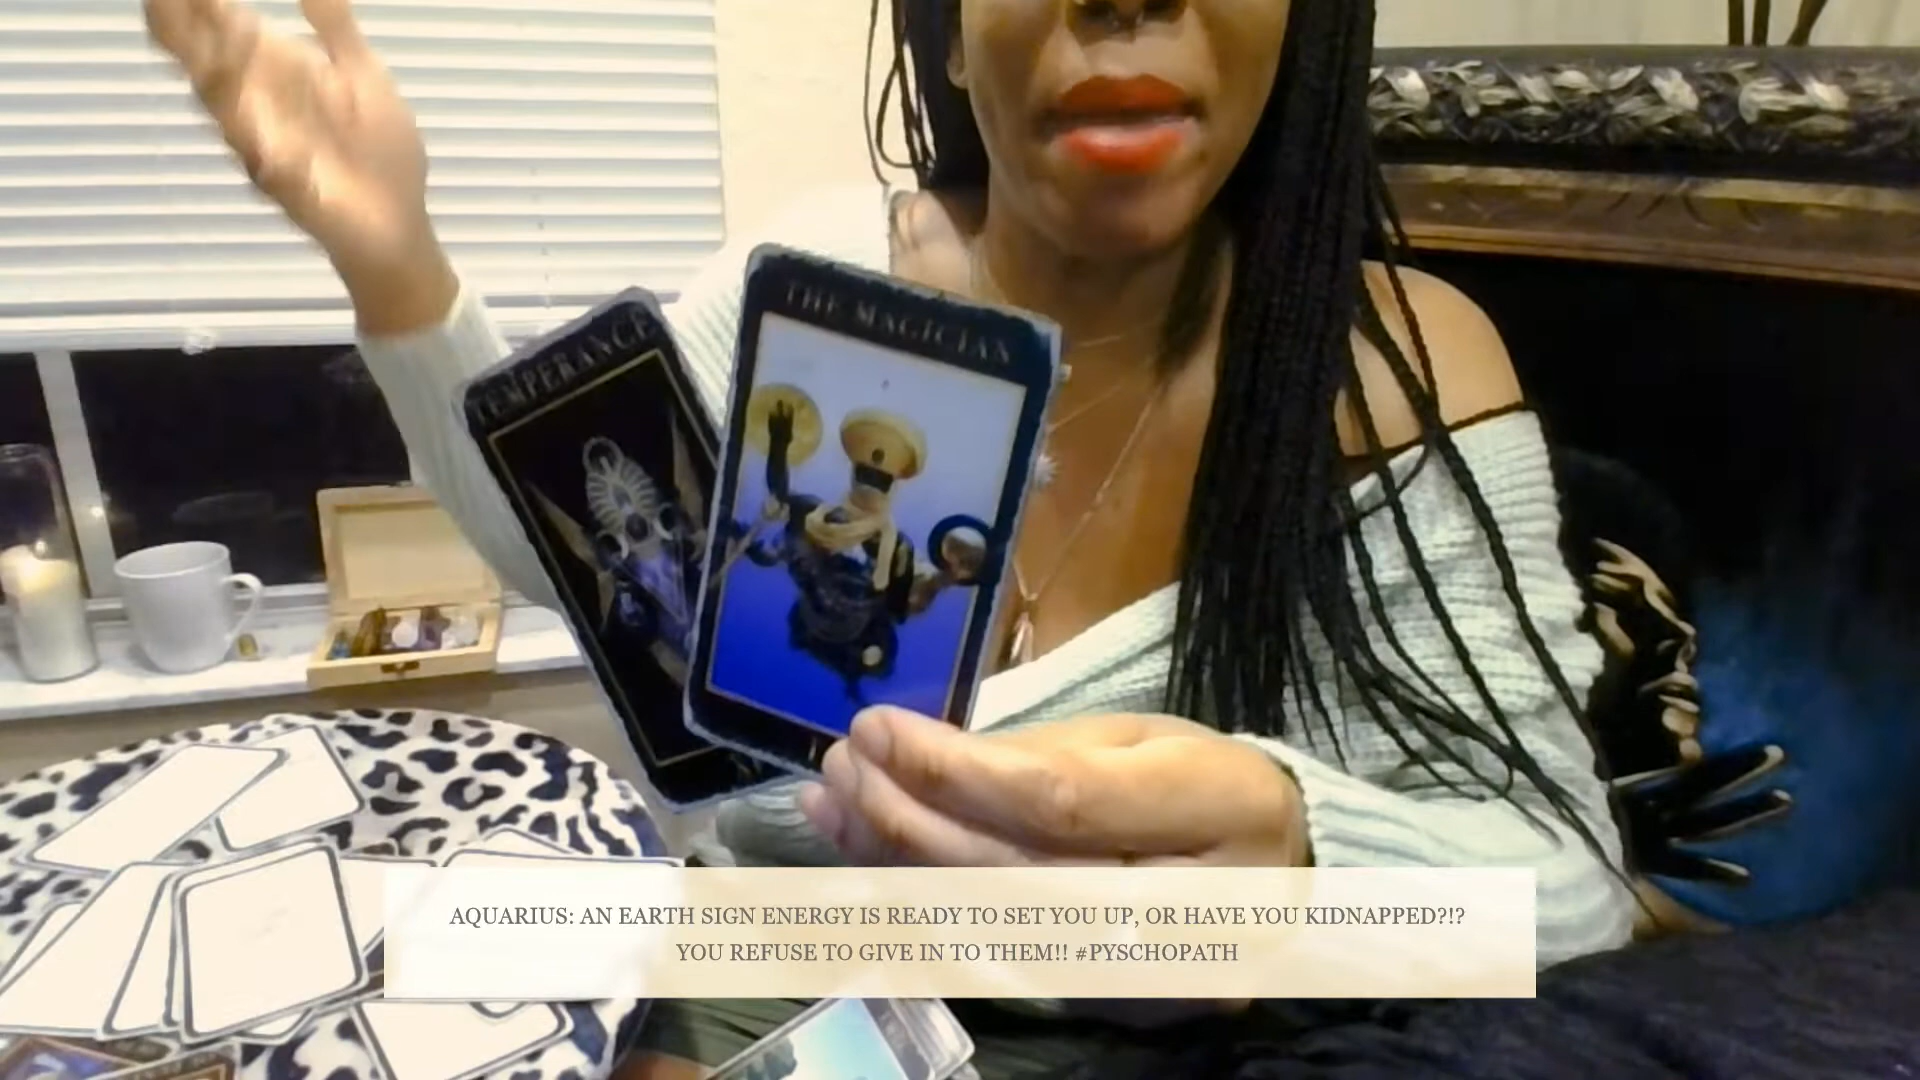 THE MAGICIAN
TEMPERANCE
AQUARIUS: AN EARTH SIGN ENERGY IS READY TO SET YOU UP, OR HAVE YOU KIDNAPPED?!?
YOU REFUSE TO GIVE IN TO THEM!! #PYSCHOPATH